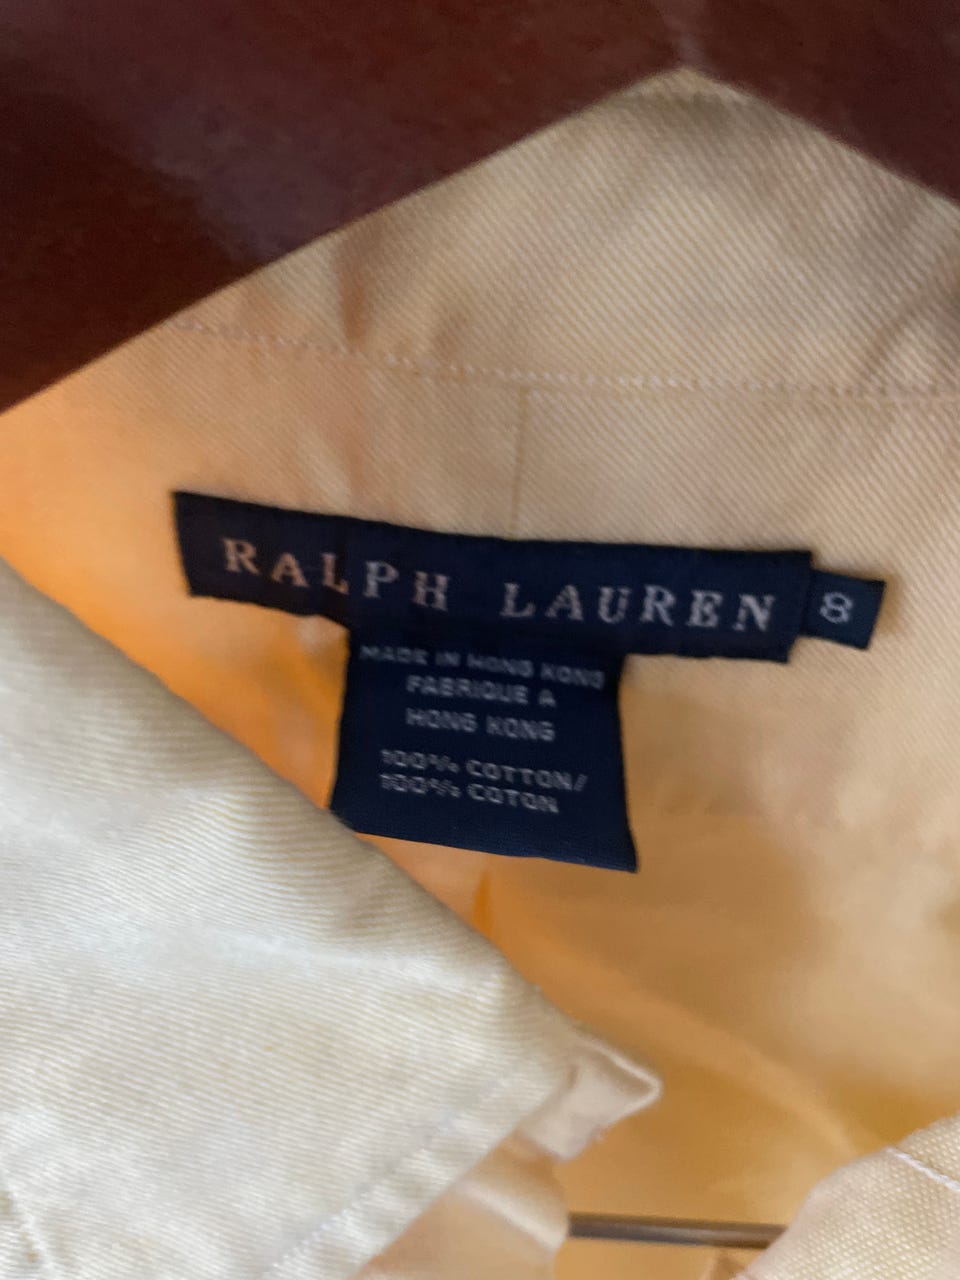 RALPH LAUREN 8
MADE IN HONG KONG
FABRIQUE A
HONG KONG
100% COTTON/
100% COTON